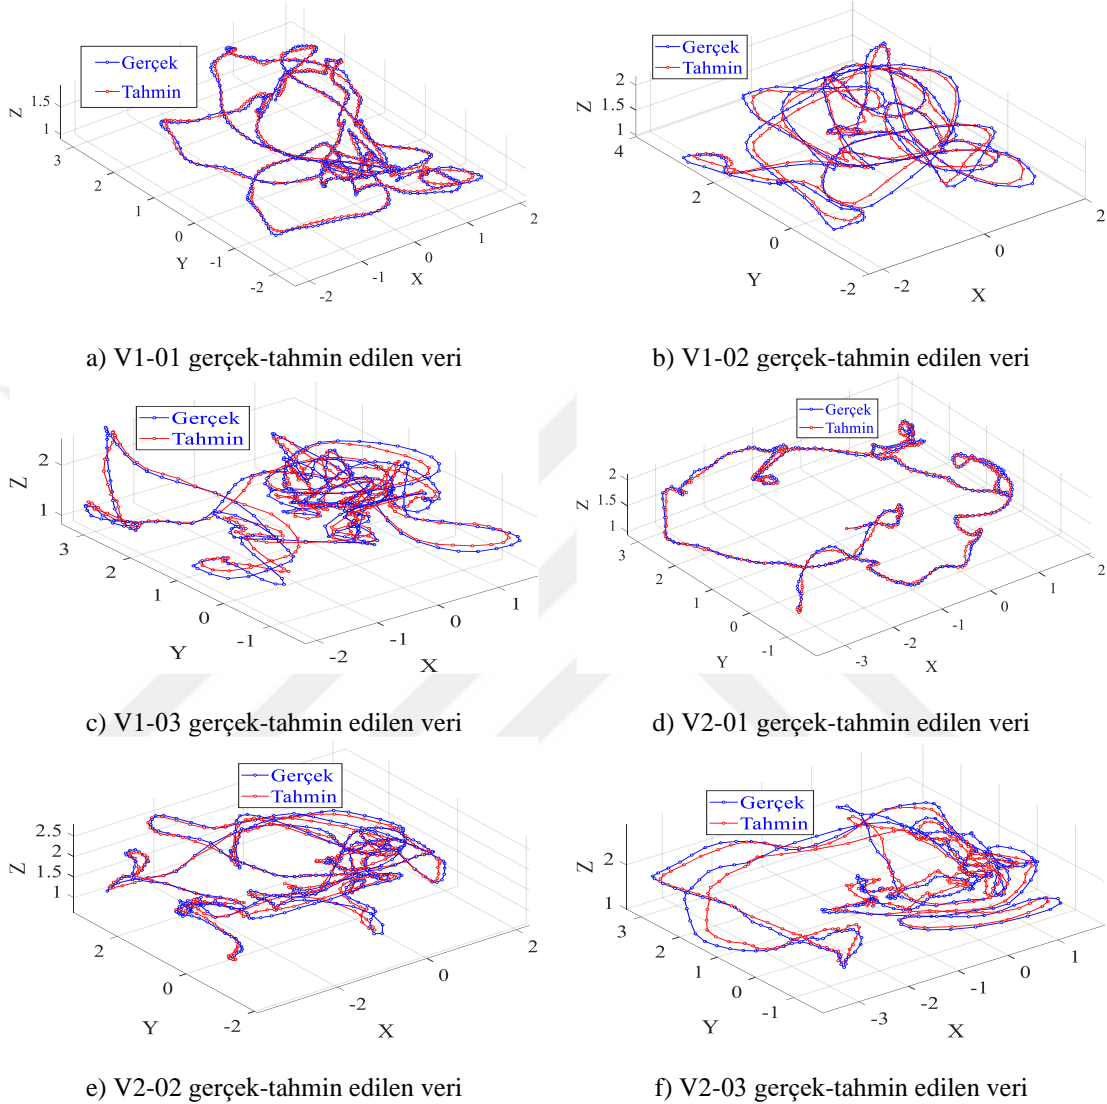 Gerçek
Tahmin
Z
1.5
1
3
2
1
0
-1
-2
Y
-2
-1
0
1
2
X
a) V1-01 gerçek-tahmin edilen veri
Gerçek
Tahmin
Z
2
1.5
1
4
2
0
-2
Y
-2
0
2
X
b) V1-02 gerçek-tahmin edilen veri
Gerçek
Tahmin
Z
2
1
3
2
1
0
-1
Y
-2
-1
0
1
X
c) V1-03 gerçek-tahmin edilen veri
Gerçek
Tahmin
Z
2
1.5
1
3
2
1
0
-1
Y
-3
-2
-1
0
1
2
X
d) V2-01 gerçek-tahmin edilen veri
Gerçek
Tahmin
Z
2.5
2
1.5
1
2
0
-2
Y
-2
0
2
X
e) V2-02 gerçek-tahmin edilen veri
Gerçek
Tahmin
Z
2
1
3
2
1
0
-1
Y
-3
-2
-1
0
1
X
f) V2-03 gerçek-tahmin edilen veri